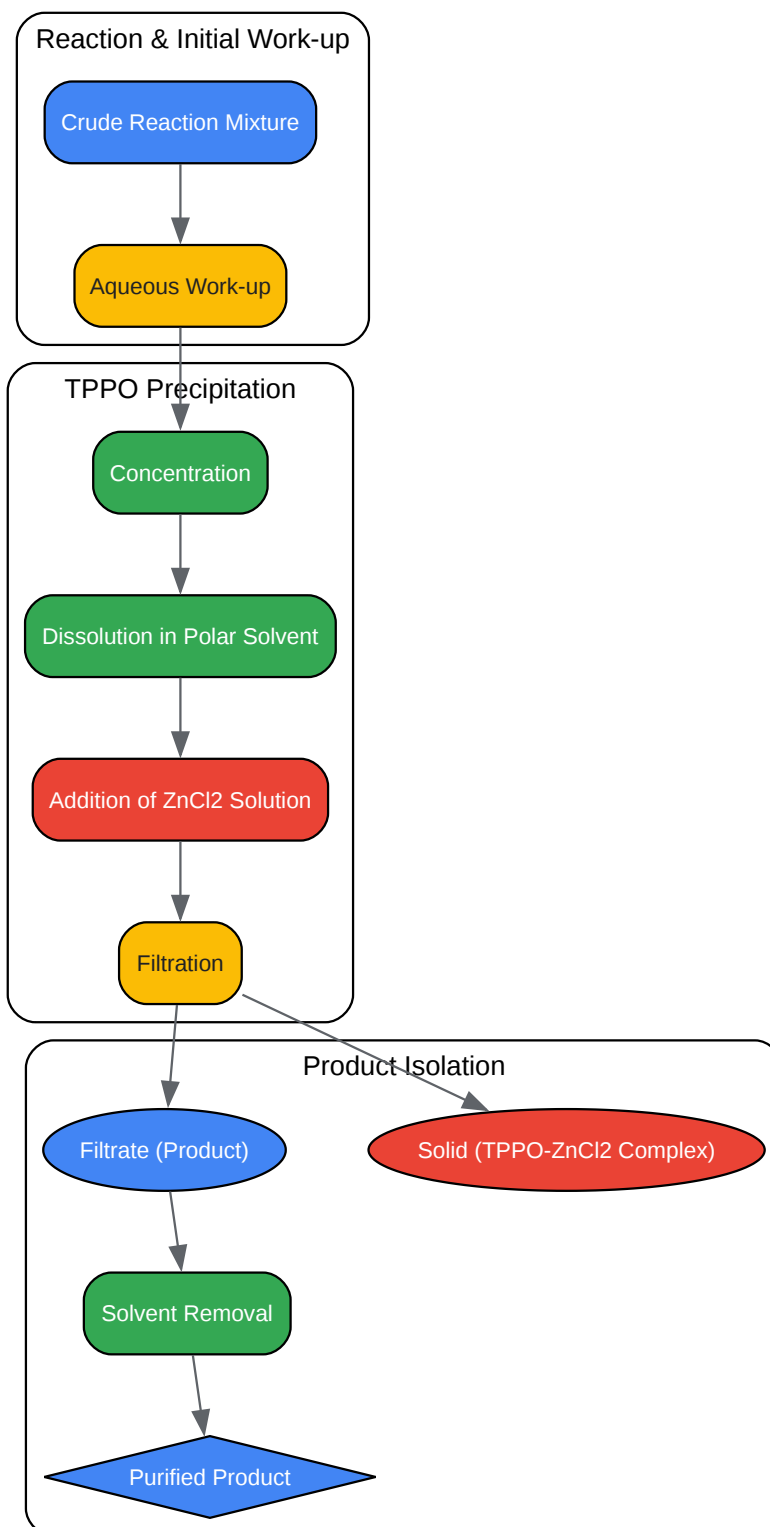 Reaction & Initial Work-up
Crude Reaction Mixture
Aqueous Work-up
TPPO Precipitation
Concentration
Dissolution in Polar Solvent
Addition of ZnCl2 Solution
Filtration
Product Isolation
Filtrate (Product)
Solid (TPPO-ZnCl2 Complex)
Solvent Removal
Purified Product